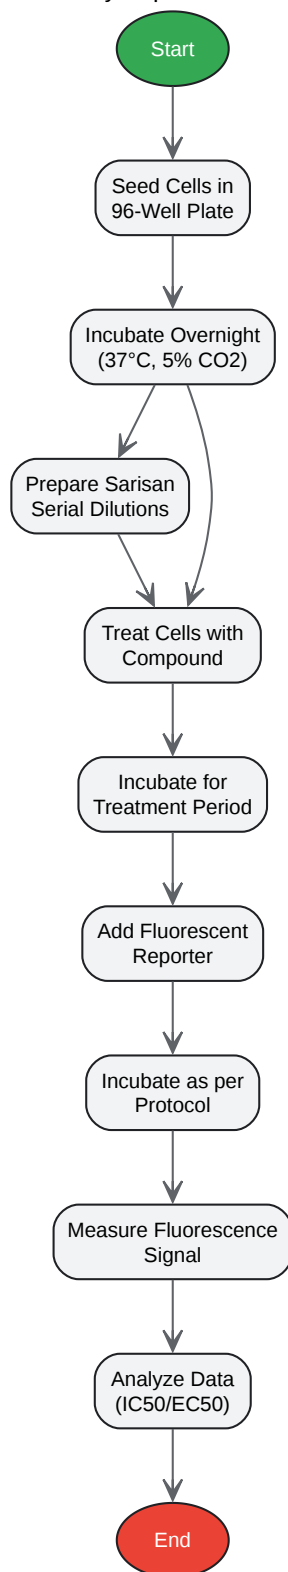 Start
Seed Cells in
96-Well Plate
Incubate Overnight
(37°C, 5% CO2)
Prepare Sarisan
Serial Dilutions
Treat Cells with
Compound
Incubate for
Treatment Period
Add Fluorescent
Reporter
Incubate as per
Protocol
Measure Fluorescence
Signal
Analyze Data
(IC50/EC50)
End